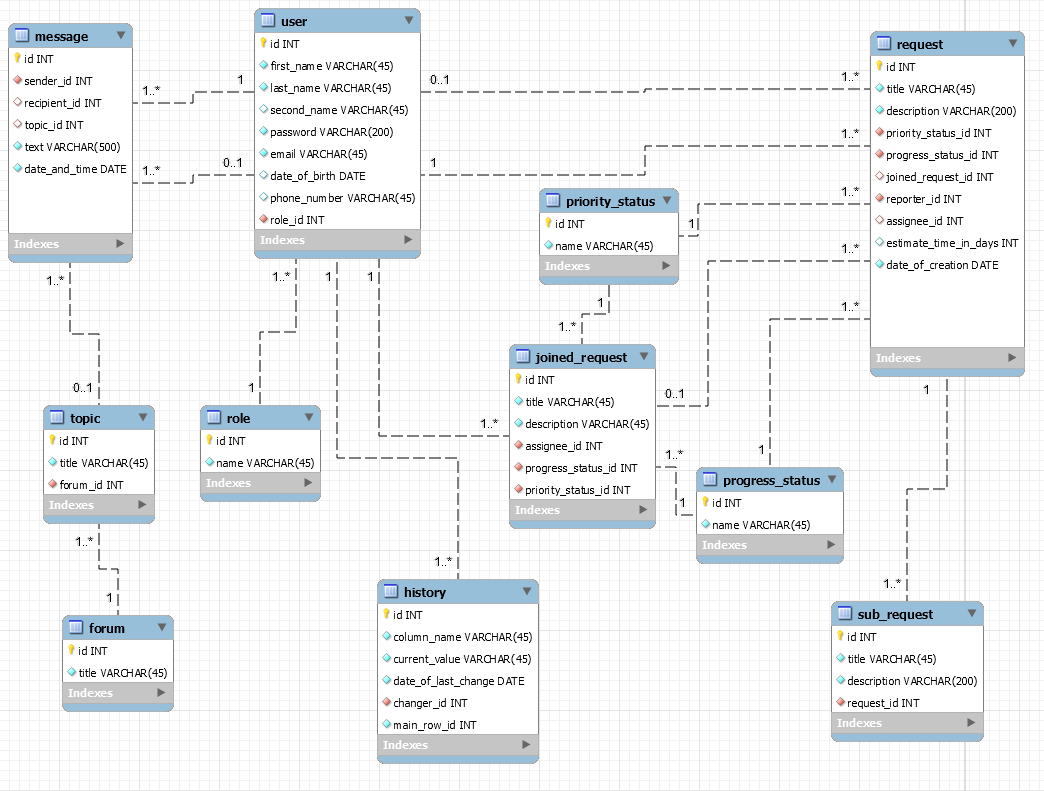 message
id INT
sender_id INT
recipient_id INT
topic_id INT
text VARCHAR(500)
date_and_time DATE
Indexes
1..*
1
1..*
0..1
user
id INT
first_name VARCHAR(45)
last_name VARCHAR(45)
second_name VARCHAR(45)
password VARCHAR(200)
email VARCHAR(45)
date_of_birth DATE
phone_number VARCHAR(45)
role_id INT
Indexes
0..1
1..*
1
1..*
request
id INT
title VARCHAR(45)
description VARCHAR(200)
priority_status_id INT
progress_status_id INT
joined_request_id INT
reporter_id INT
assignee_id INT
estimate_time_in_days INT
date_of_creation DATE
Indexes
priority_status
id INT
name VARCHAR(45)
Indexes
1
1..*
1
1..*
joined_request
id INT
title VARCHAR(45)
description VARCHAR(45)
assignee_id INT
progress_status_id INT
priority_status_id INT
Indexes
0..1
1..*
1..*
1
1..*
1
progress_status
id INT
name VARCHAR(45)
Indexes
1..*
0..1
topic
id INT
title VARCHAR(45)
forum_id INT
Indexes
1..*
1
forum
id INT
title VARCHAR(45)
Indexes
1..*
1
role
id INT
name VARCHAR(45)
Indexes
1
1..*
1
1..*
history
id INT
column_name VARCHAR(45)
current_value VARCHAR(45)
date_of_last_change DATE
changer_id INT
main_row_id INT
Indexes
1
1..*
sub_request
id INT
title VARCHAR(45)
description VARCHAR(200)
request_id INT
Indexes